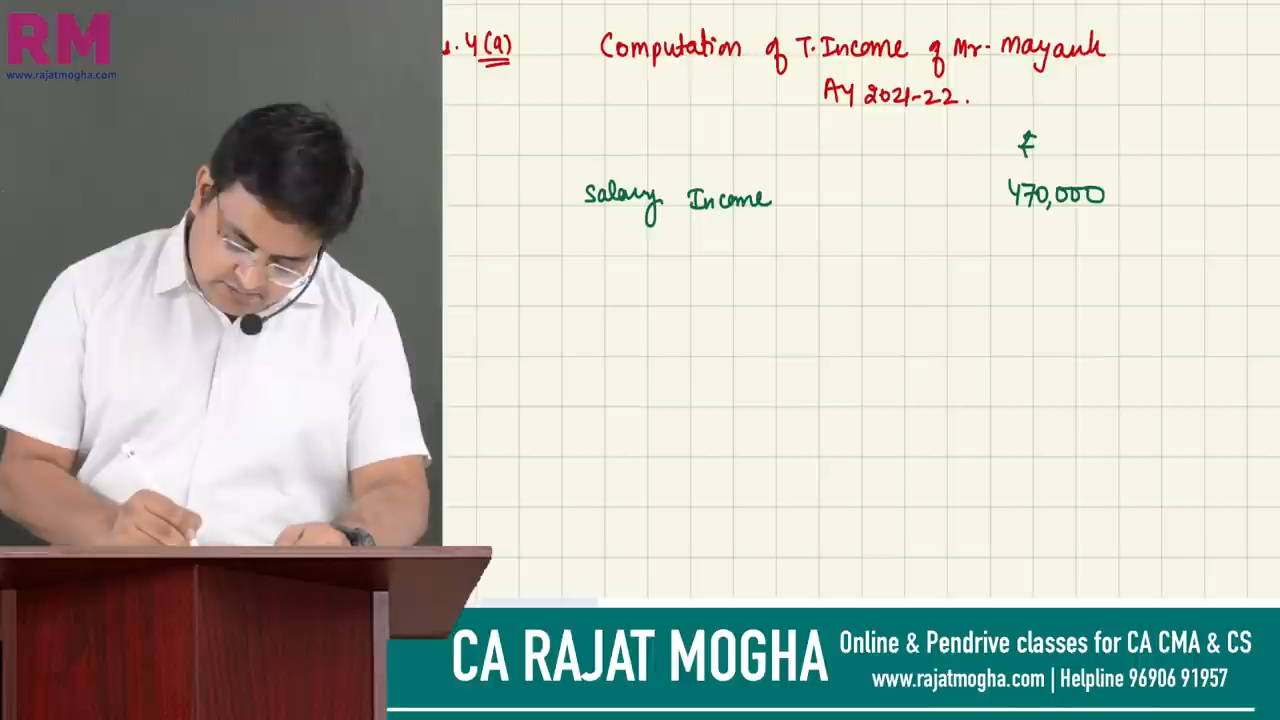 RM
www.rajatmogha.com
4(a) Computation of T. Income of Mr. Mayank
AY 2021-22.
₹
Salary Income 470,000
CA RAJAT MOGHA
Online & Pendrive classes for CA CMA & CS
www.rajatmogha.com | Helpline 96906 91957